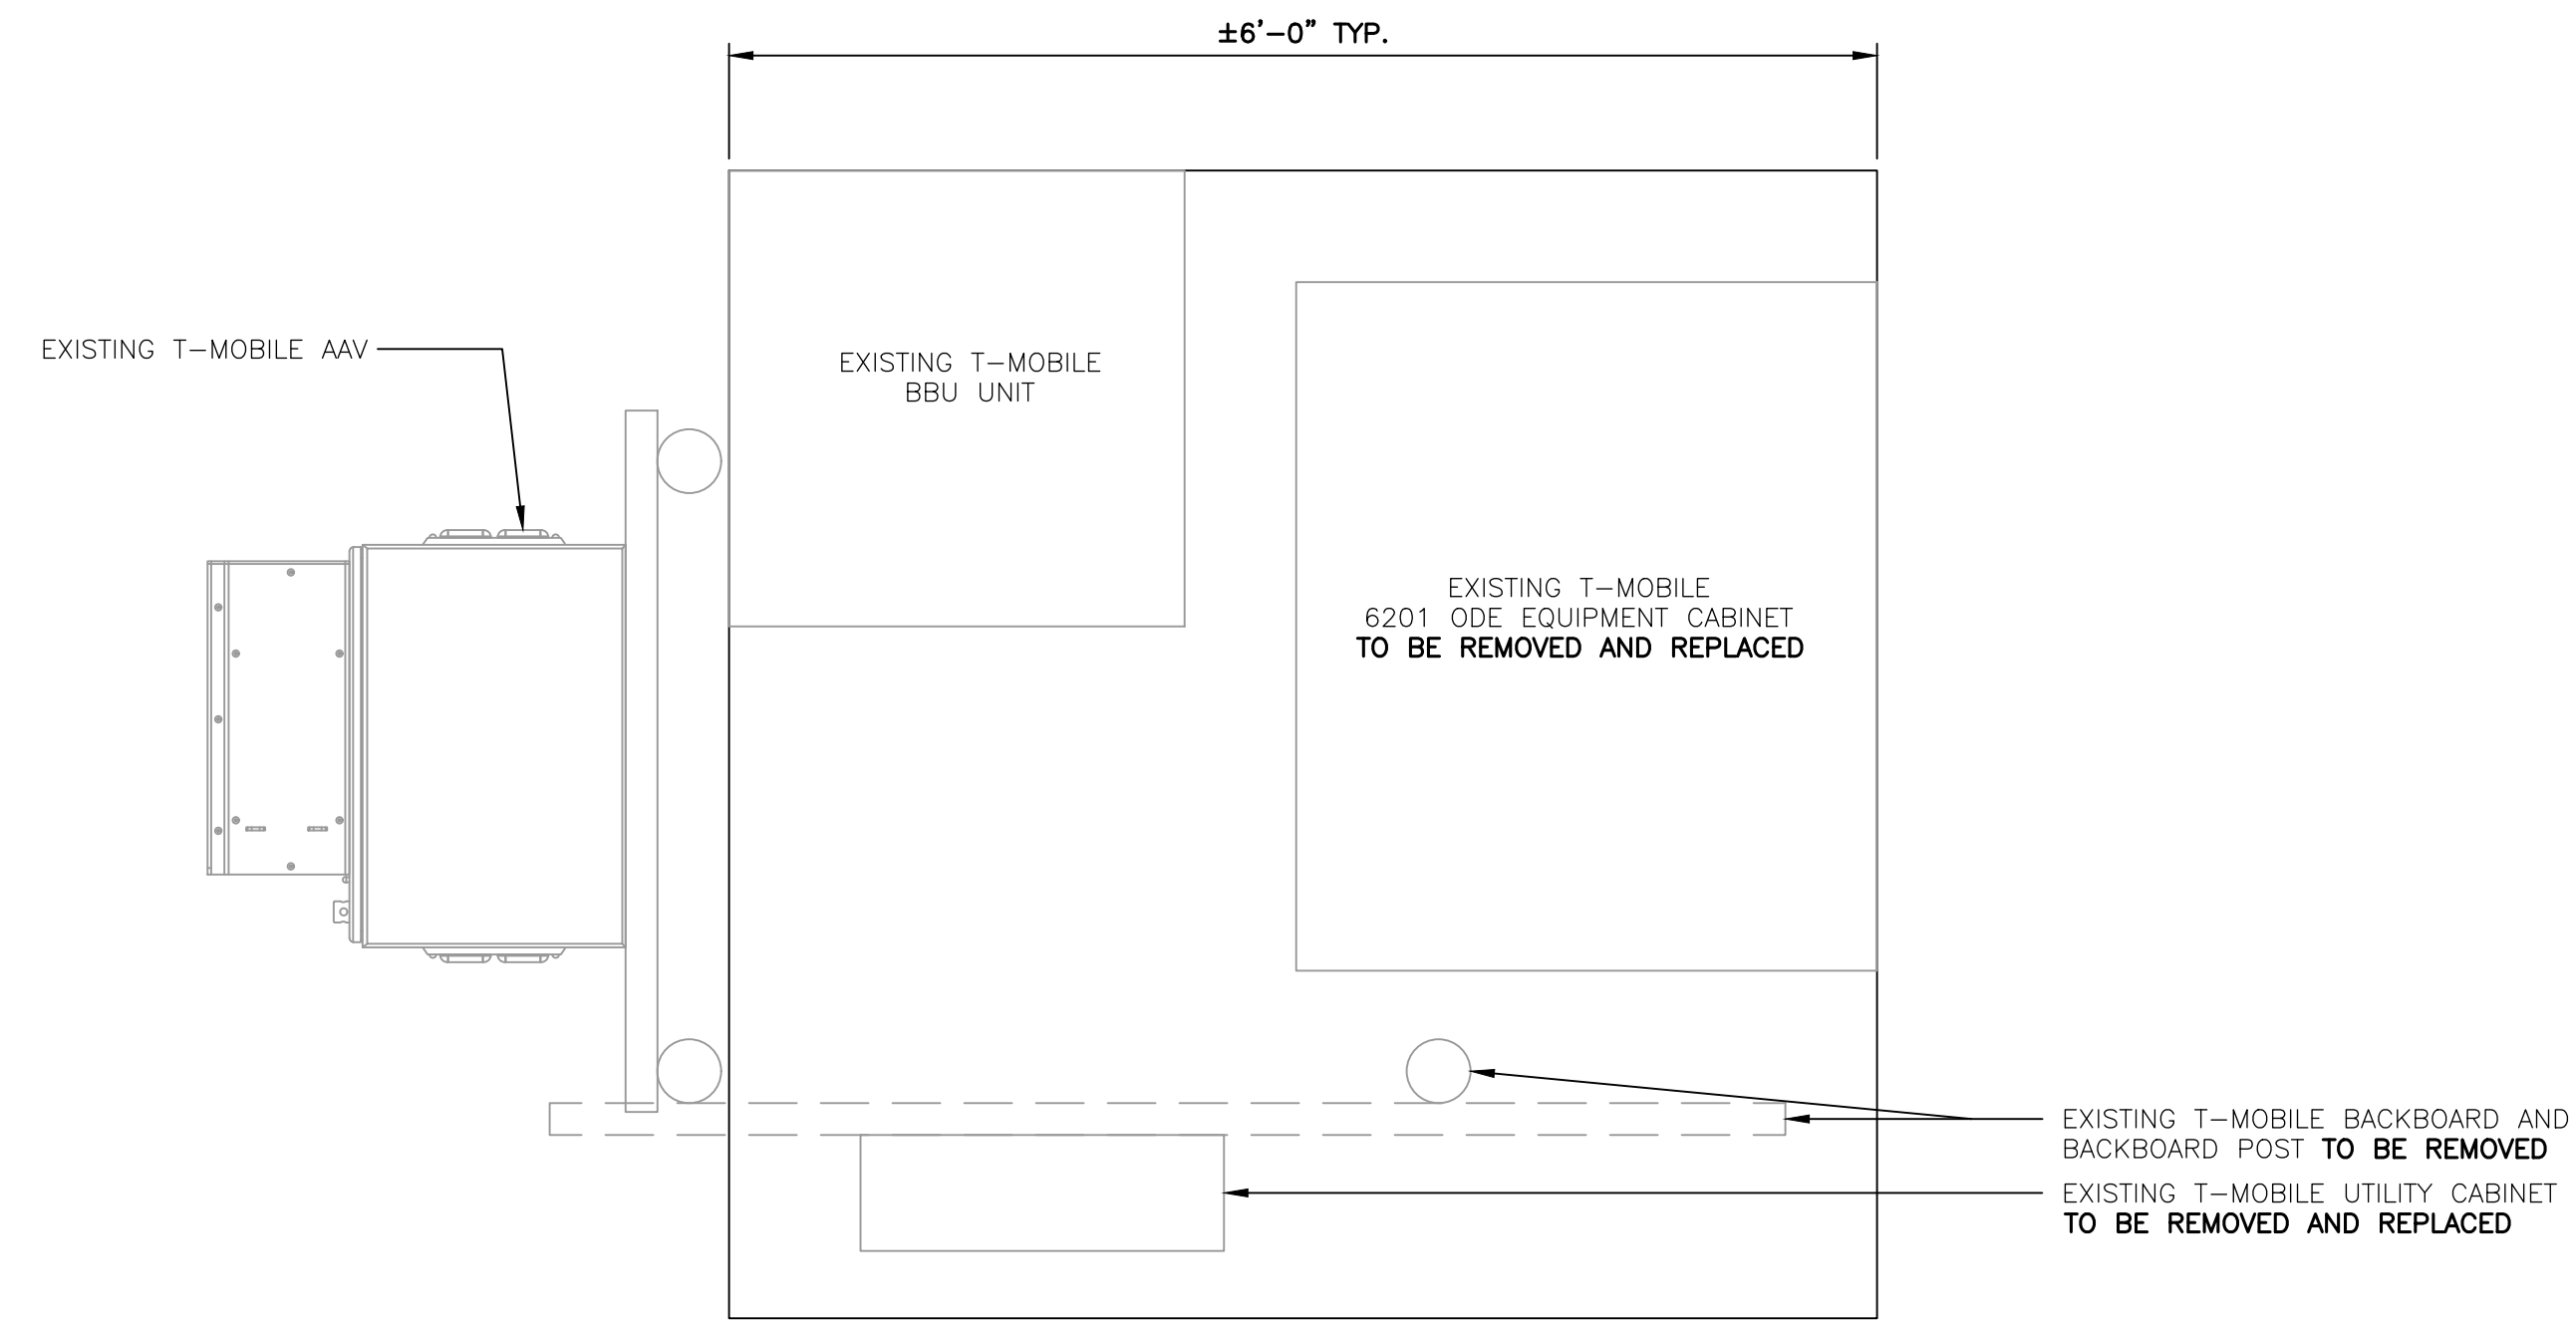 ±6'-0" TYP.
EXISTING T-MOBILE AAV
EXISTING T-MOBILE
BBU UNIT
EXISTING T-MOBILE
6201 ODE EQUIPMENT CABINET
TO BE REMOVED AND REPLACED
EXISTING T-MOBILE BACKBOARD AND
BACKBOARD POST TO BE REMOVED
EXISTING T-MOBILE UTILITY CABINET
TO BE REMOVED AND REPLACED